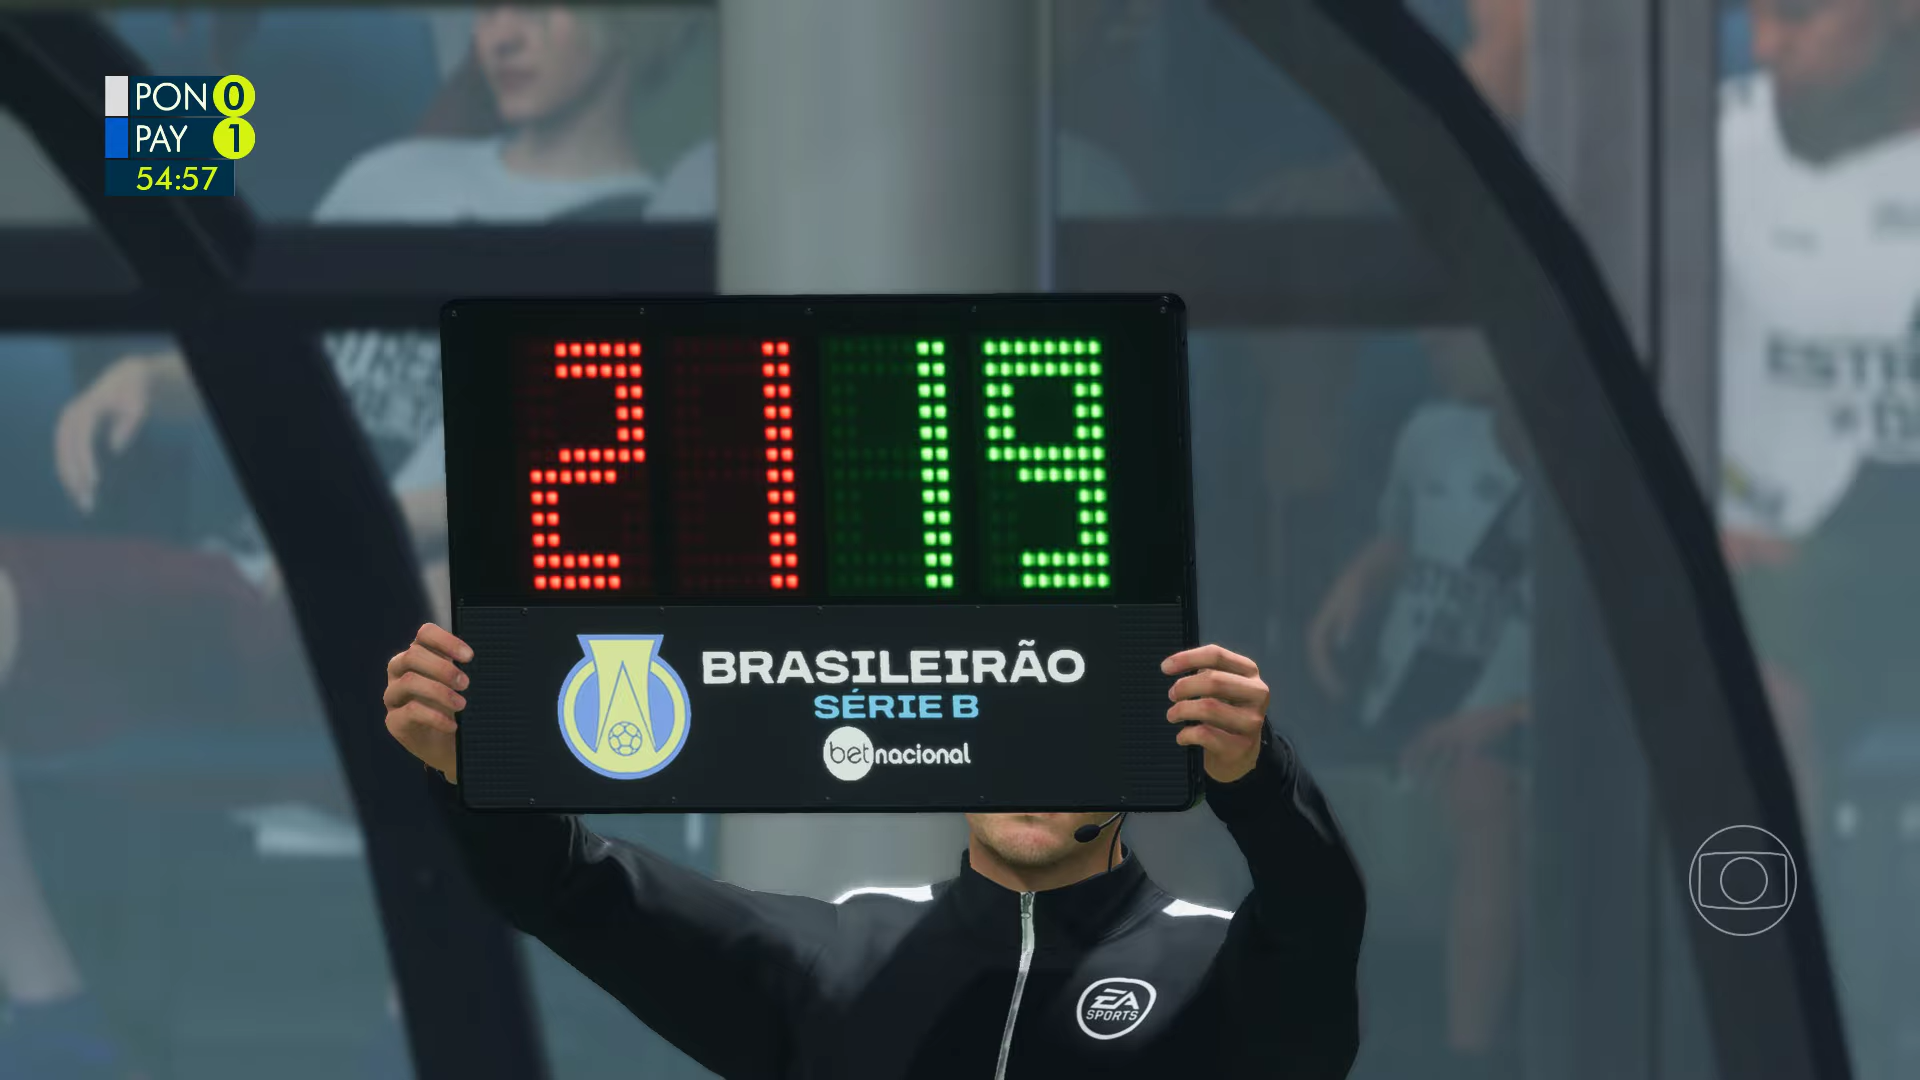 PON 0
PAY 1
54:57
21 19
BRASILEIRÃO
SÉRIE B
betnacional
EA
SPORTS